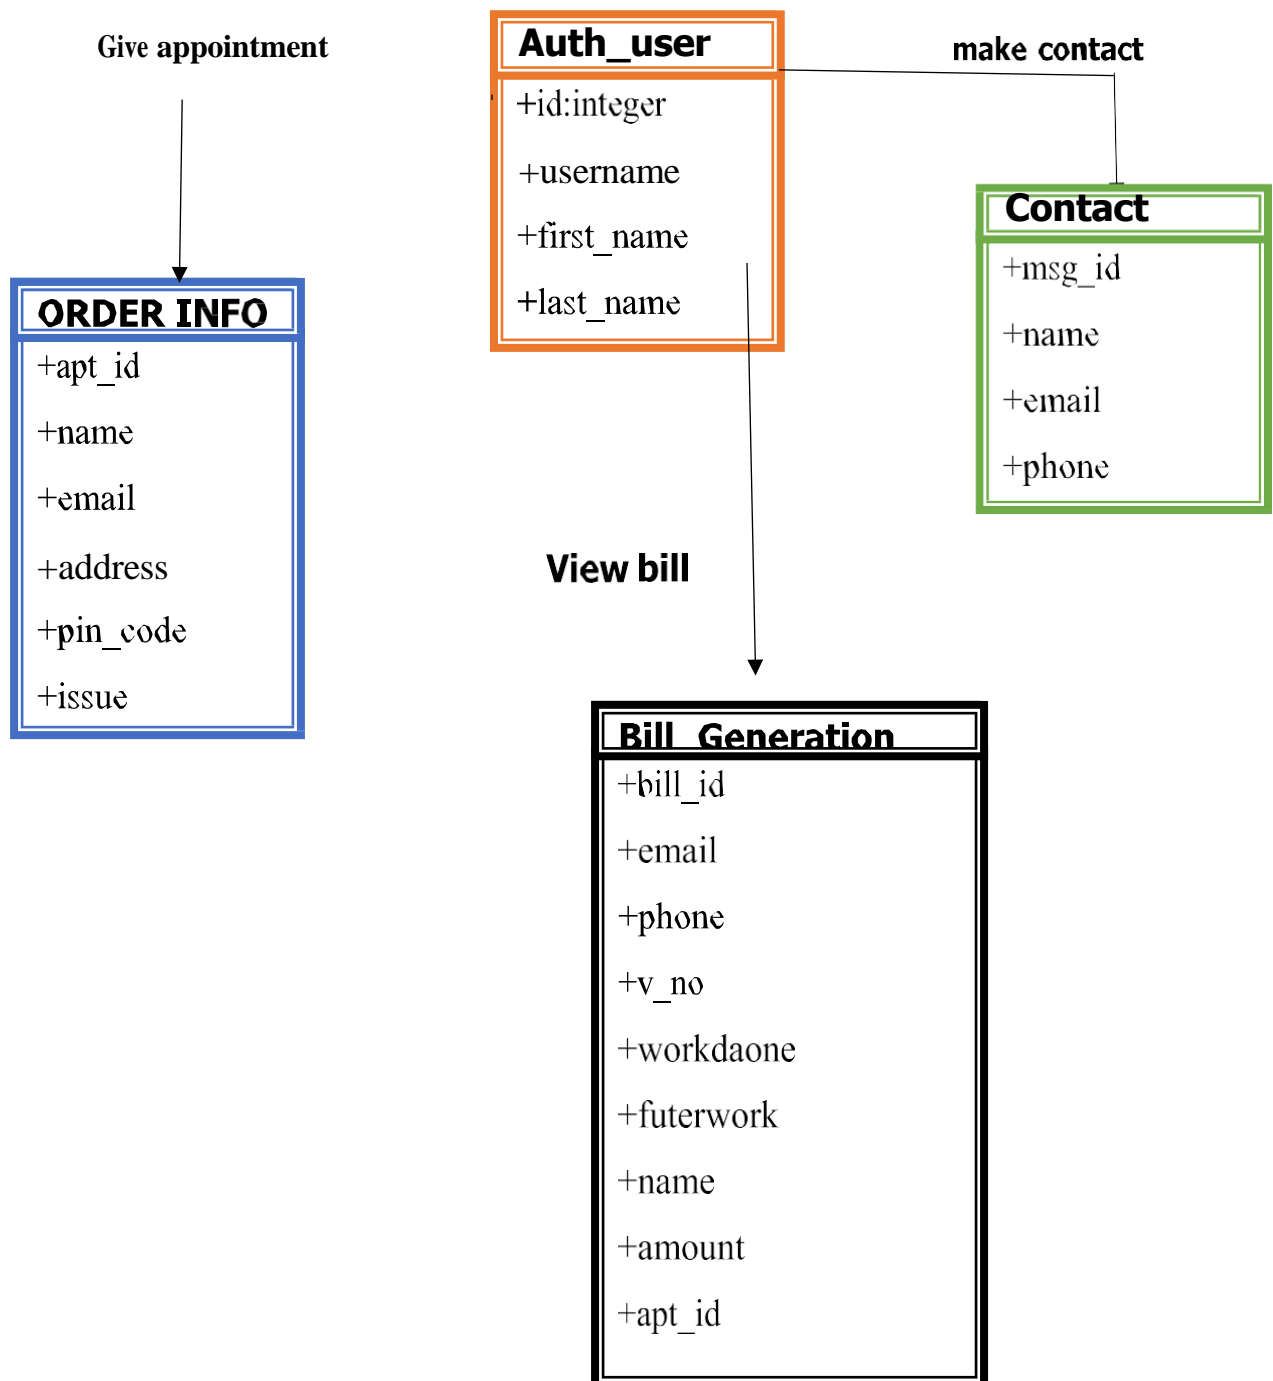 Give appointment
Auth_user
+id:integer
+username
+first_name
+last_name
make contact
Contact
+msg_id
+name
+email
+phone
ORDER INFO
+apt_id
+name
+email
+address
+pin_code
+issue
View bill
Bill_Generation
+bill_id
+email
+phone
+v_no
+workdaone
+futerwork
+name
+amount
+apt_id